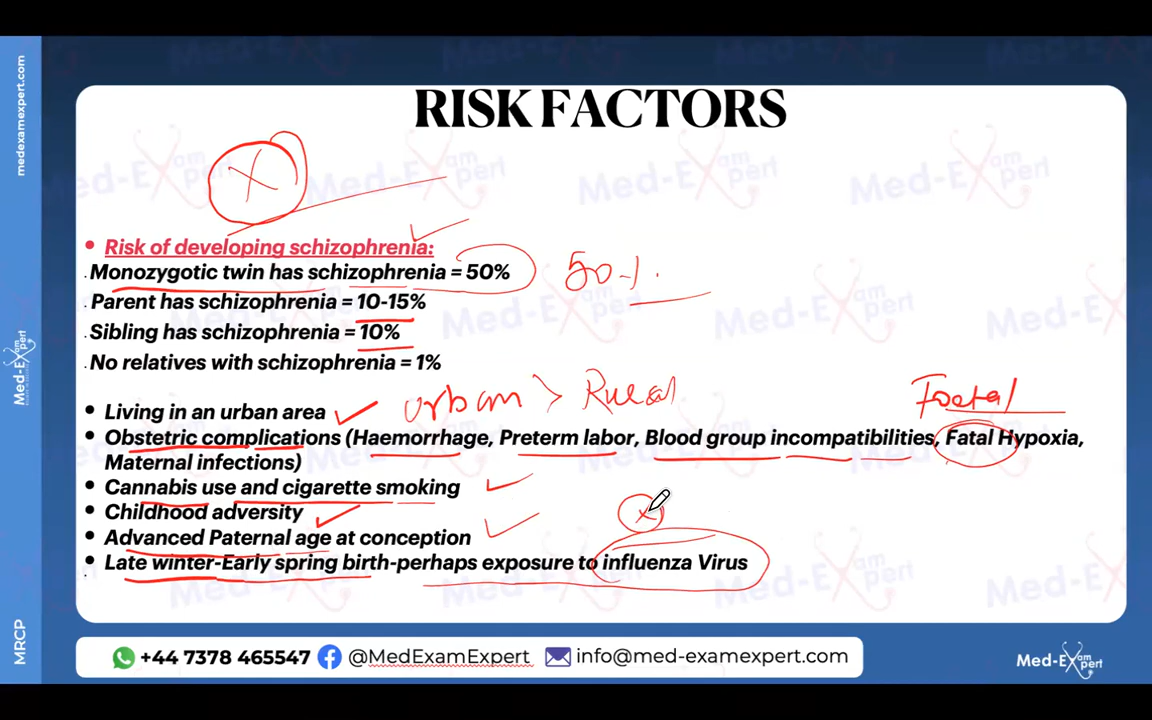 medexamexpert.com
Med-Exam Expert
MRCP
RISK FACTORS
X
• Risk of developing schizophrenia:
. Monozygotic twin has schizophrenia = 50%
50%
. Parent has schizophrenia = 10-15%
. Sibling has schizophrenia = 10%
. No relatives with schizophrenia = 1%
• Living in an urban area
urban > Rural
Foetal
• Obstetric complications (Haemorrhage, Preterm labor, Blood group incompatibilities, Fatal Hypoxia,
Maternal infections)
• Cannabis use and cigarette smoking
• Childhood adversity
• Advanced Paternal age at conception
x
• Late winter-Early spring birth-perhaps exposure to influenza Virus
+44 7378 465547 @MedExamExpert info@med-examexpert.com
Med-Exam Expert